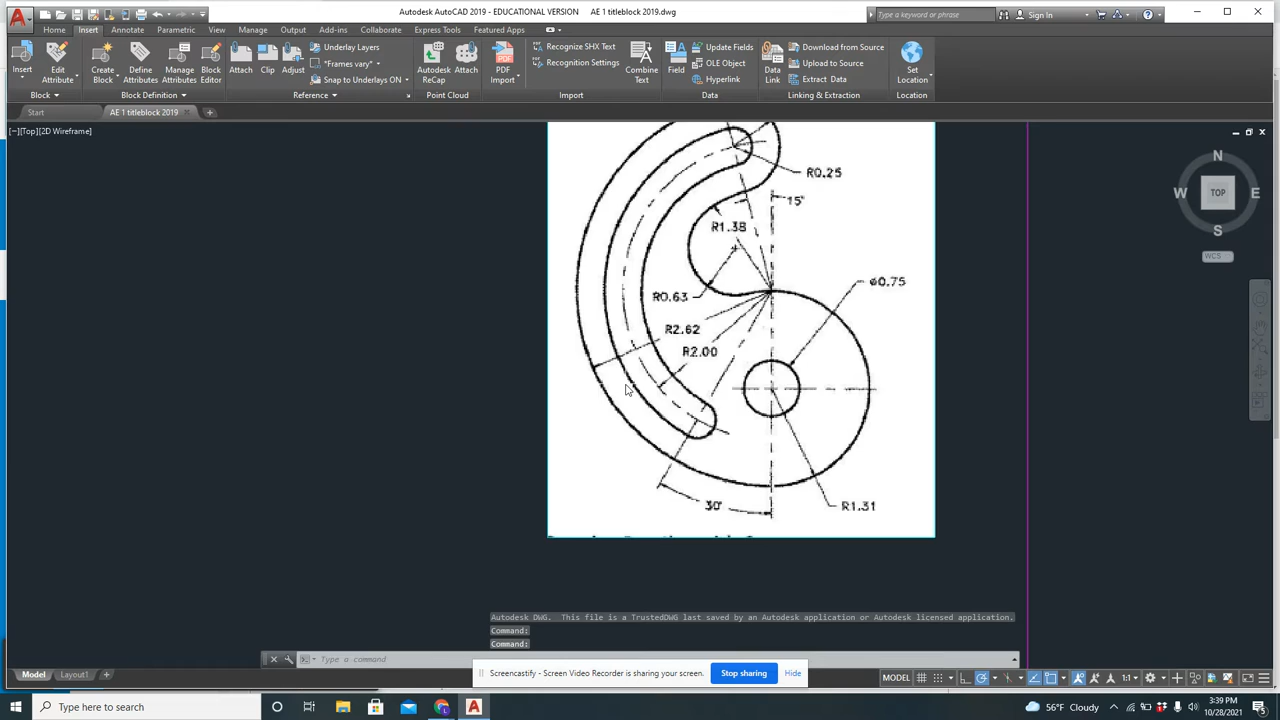 Autodesk AutoCAD 2019 - EDUCATIONAL VERSION AE 1 titleblock 2019.dwg
Type a keyword or phrase
Sign In
Home Insert Annotate Parametric View Manage Output Add-ins Collaborate Express Tools Featured Apps
Insert
Edit Attribute
Create Block
Define Attributes
Manage Attributes
Block Editor
Attach
Clip
Adjust
Underlay Layers
*Frames vary*
Snap to Underlays ON
Autodesk ReCap
Attach
PDF Import
Recognize SHX Text
Recognition Settings
Combine Text
Field
Update Fields
OLE Object
Hyperlink
Data Link
Download from Source
Upload to Source
Extract Data
Set Location
Block
Block Definition
Reference
Point Cloud
Import
Data
Linking & Extraction
Location
Start
AE 1 titleblock 2019
[−][Top][2D Wireframe]
N
W TOP E
S
WCS
R0.25
15°
R1.38
ø0.75
R0.63
R2.62
R2.00
30°
R1.31
Autodesk DWG. This file is a TrustedDWG last saved by an Autodesk application or Autodesk licensed application.
Command:
Command:
Type a command
Model Layout1
Screencastify - Screen Video Recorder is sharing your screen.
Stop sharing
Hide
MODEL
1:1
Type here to search
56°F Cloudy
3:39 PM
10/28/2021